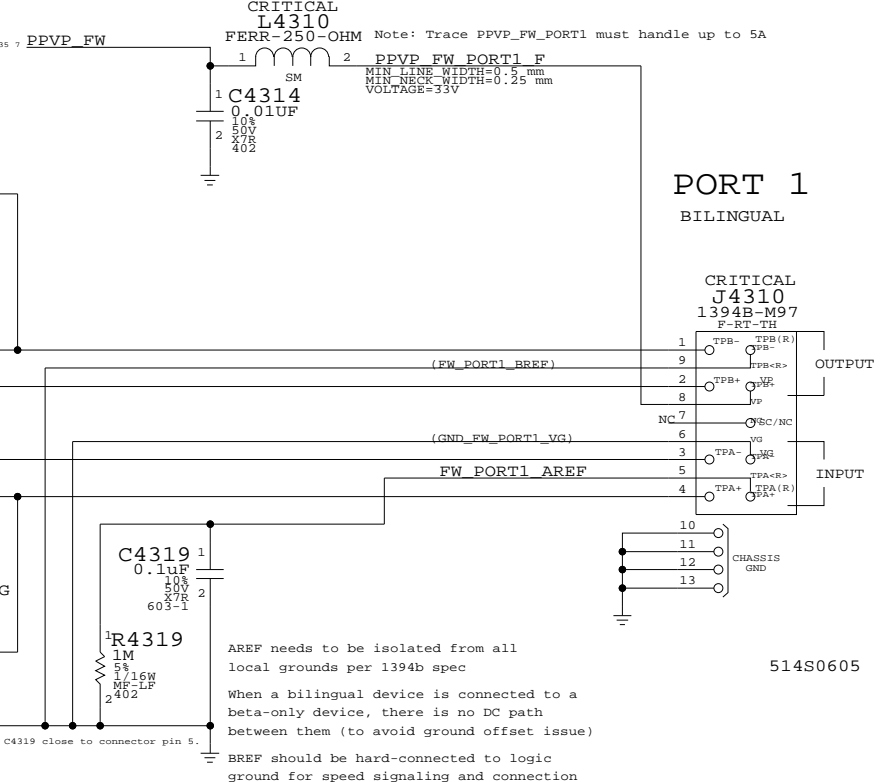 CRITICAL
L4310
FERR-250-OHM
Note: Trace PPVP_FW_PORT1 must handle up to 5A
35 7 PPVP_FW
1
2
PPVP_FW_PORT1_F
SM
MIN_LINE_WIDTH=0.5 mm
MIN_NECK_WIDTH=0.25 mm
VOLTAGE=33V
1
C4314
0.01UF
10%
50V
X7R
402
2
PORT 1
BILINGUAL
CRITICAL
J4310
1394B-M97
F-RT-TH
1
TPB-
TPB(R)
TPB-
9
TPB<R>
(FW_PORT1_BREF)
OUTPUT
2
TPB+
VP
TPB+
8
VP
NC
7
NC
SC/NC
6
VG
(GND_FW_PORT1_VG)
3
TPA-
VG
TPA-
5
TPA<R>
FW_PORT1_AREF
INPUT
4
TPA+
TPA(R)
TPA+
10
11
12
13
CHASSIS
GND
C4319
0.1uF
10%
50V
X7R
603-1
1
2
G
1
R4319
1M
5%
1/16W
MF-LF
402
2
AREF needs to be isolated from all
local grounds per 1394b spec
514S0605
When a bilingual device is connected to a
beta-only device, there is no DC path
between them (to avoid ground offset issue)
C4319 close to connector pin 5.
BREF should be hard-connected to logic
ground for speed signaling and connection